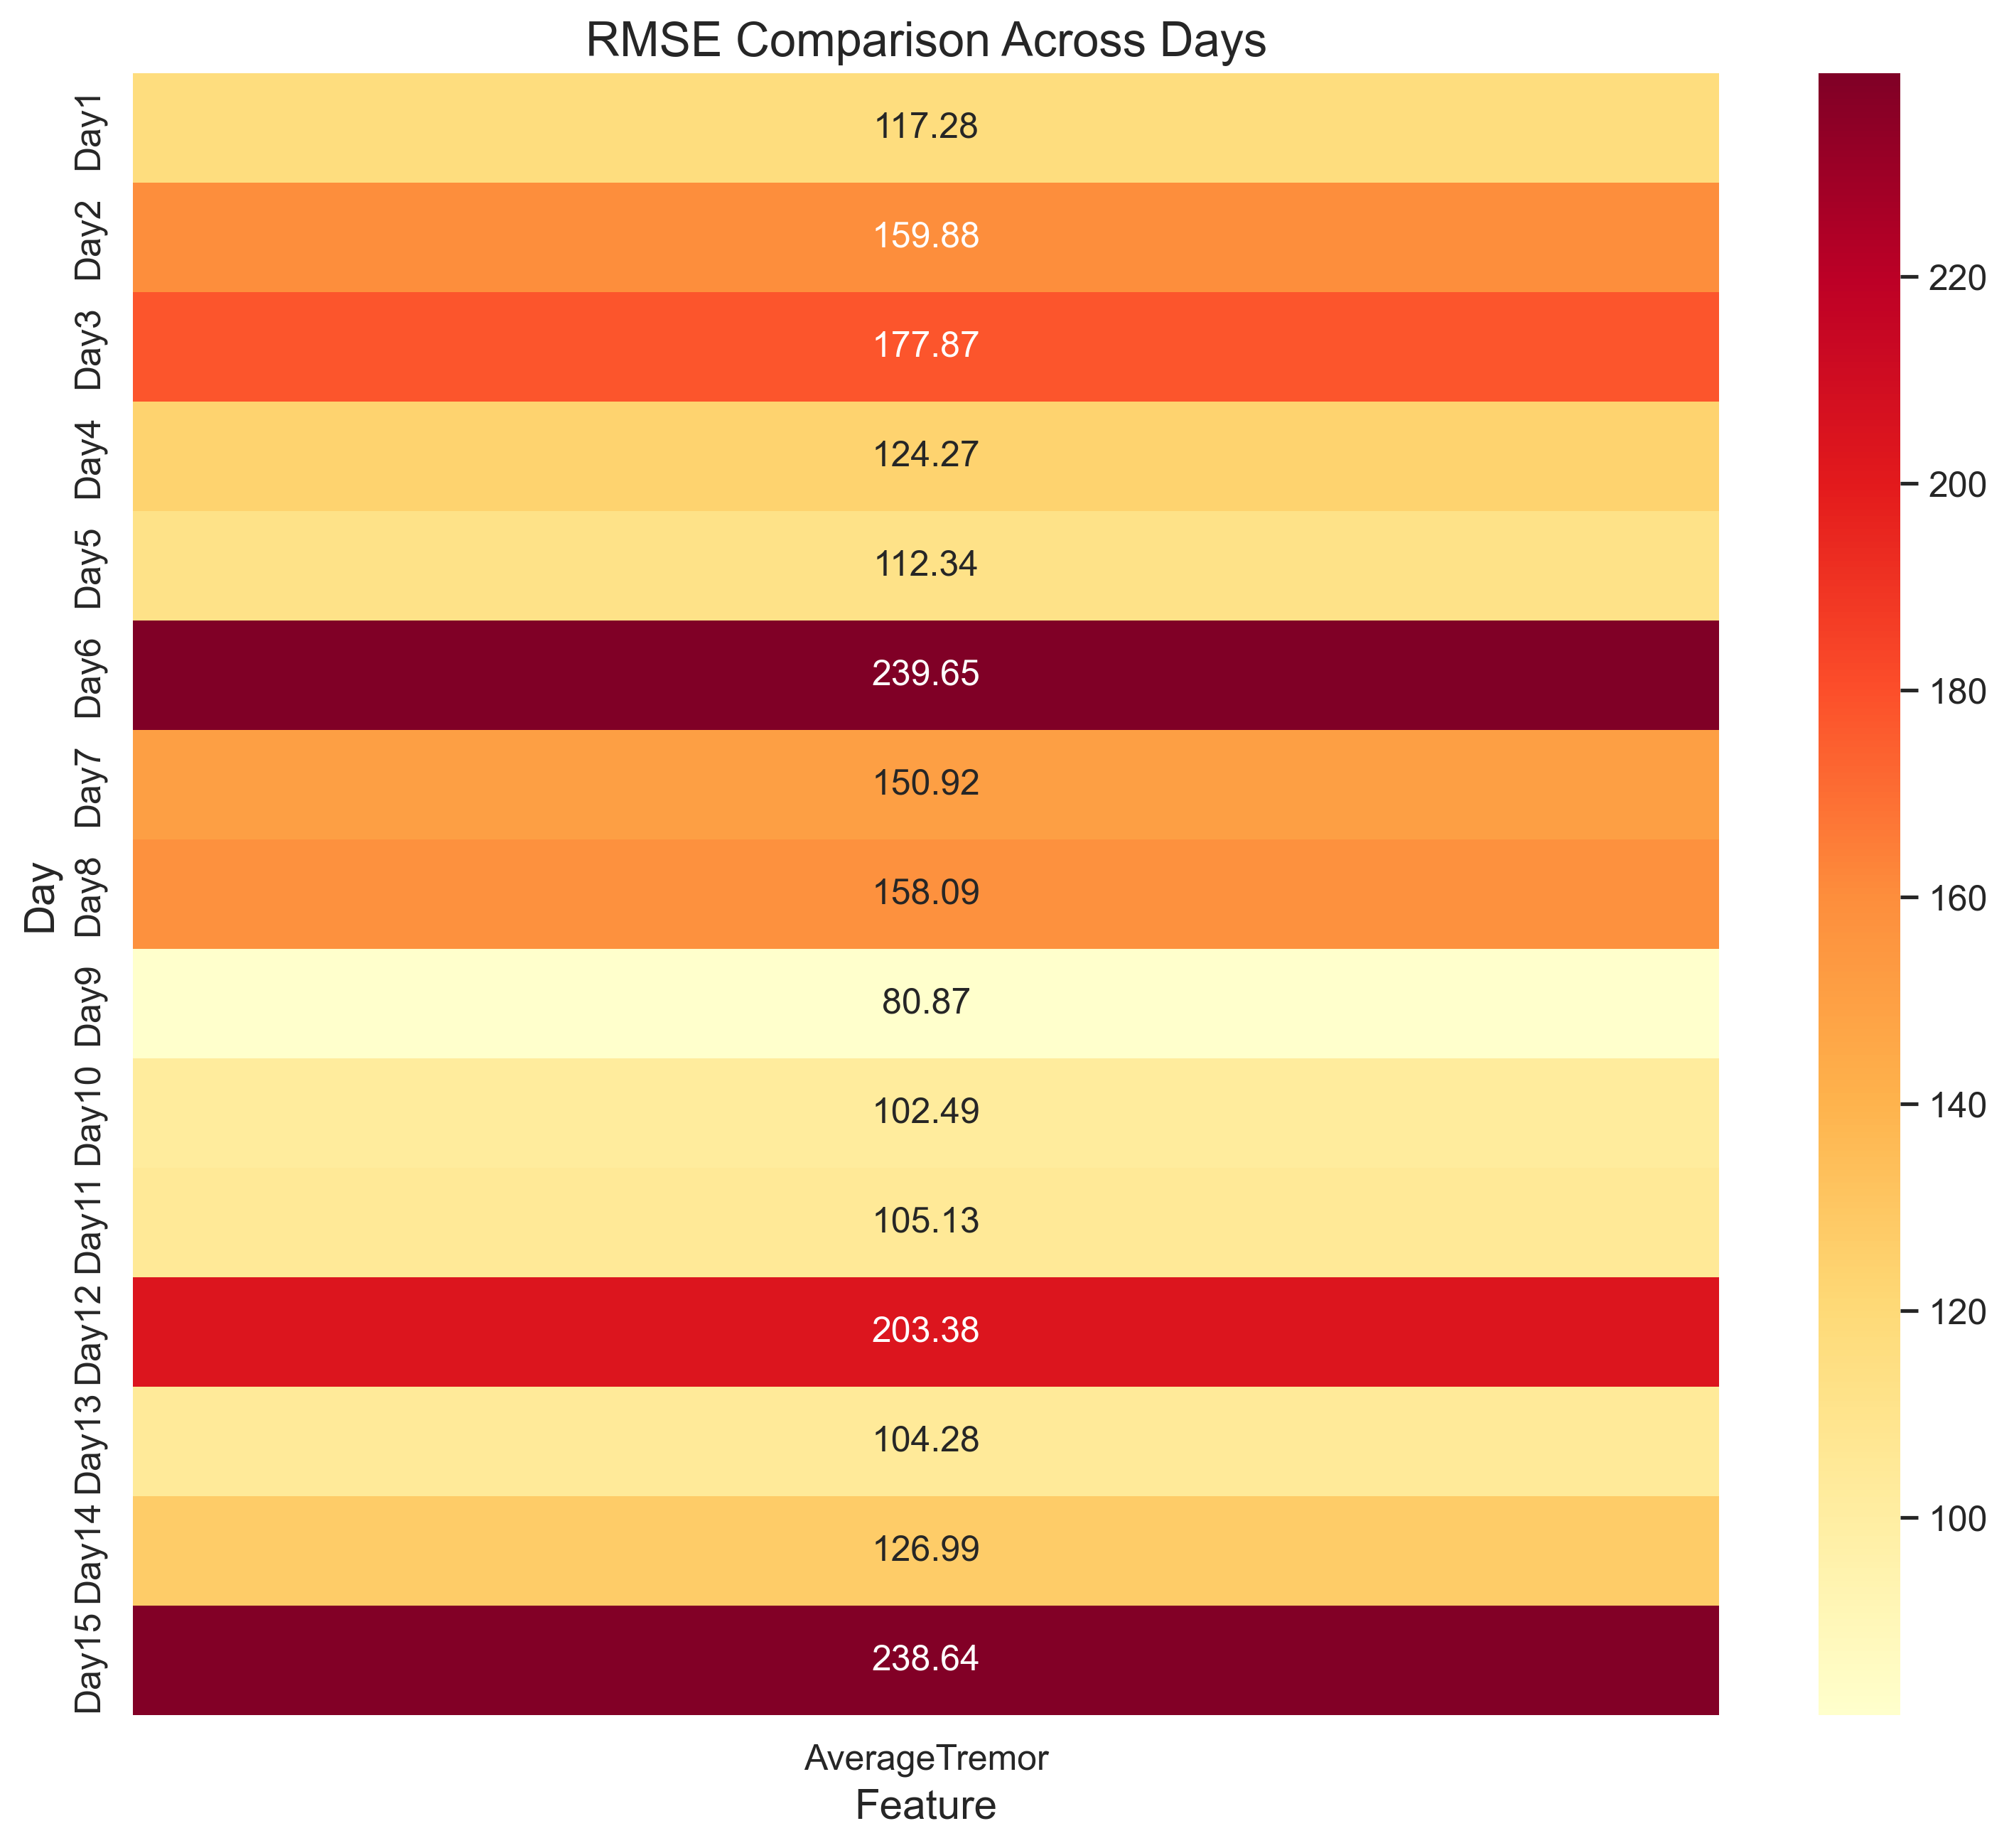 RMSE Comparison Across Days
Day
Day1
117.28
Day2
159.88
Day3
177.87
Day4
124.27
Day5
112.34
Day6
239.65
Day7
150.92
Day8
158.09
Day9
80.87
Day10
102.49
Day11
105.13
Day12
203.38
Day13
104.28
Day14
126.99
Day15
238.64
AverageTremor
Feature
220
200
180
160
140
120
100